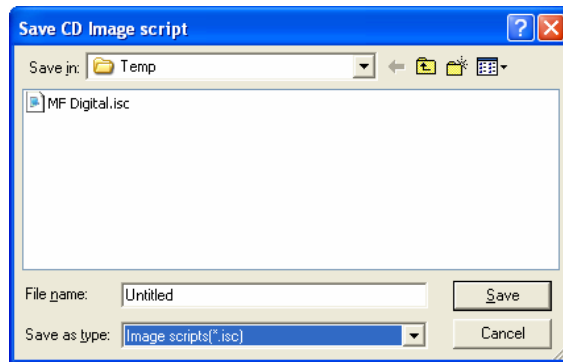 Save CD Image script
Save in: Temp
MF Digital.isc
File name: Untitled Save
Save as type: Image scripts(*.isc) Cancel